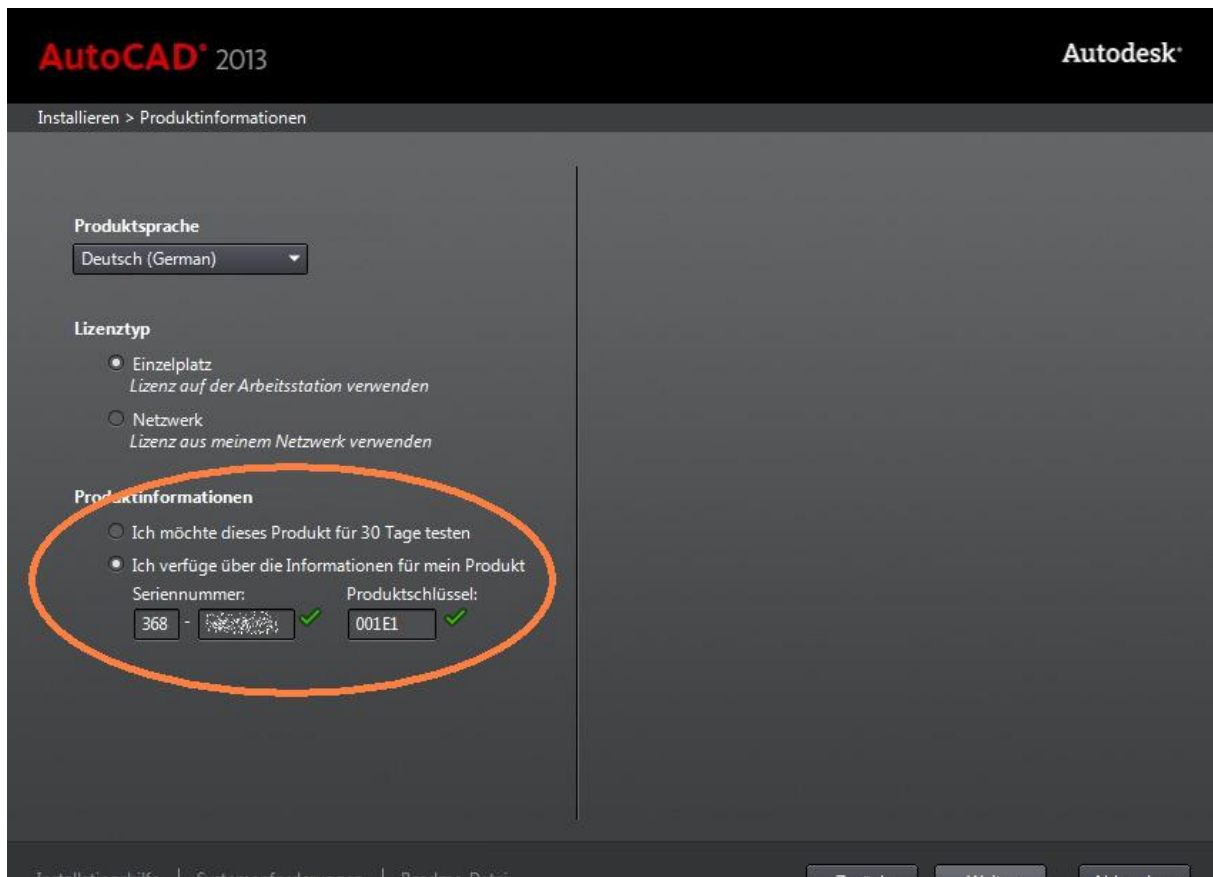 AutoCAD® 2013
Autodesk®
Installieren > Produktinformationen
Produktsprache
Deutsch (German)
Lizenztyp
Einzelplatz
Lizenz auf der Arbeitsstation verwenden
Netzwerk
Lizenz aus meinem Netzwerk verwenden
Produktinformationen
Ich möchte dieses Produkt für 30 Tage testen
Ich verfüge über die Informationen für mein Produkt
Seriennummer: Produktschlüssel:
368 - 001E1